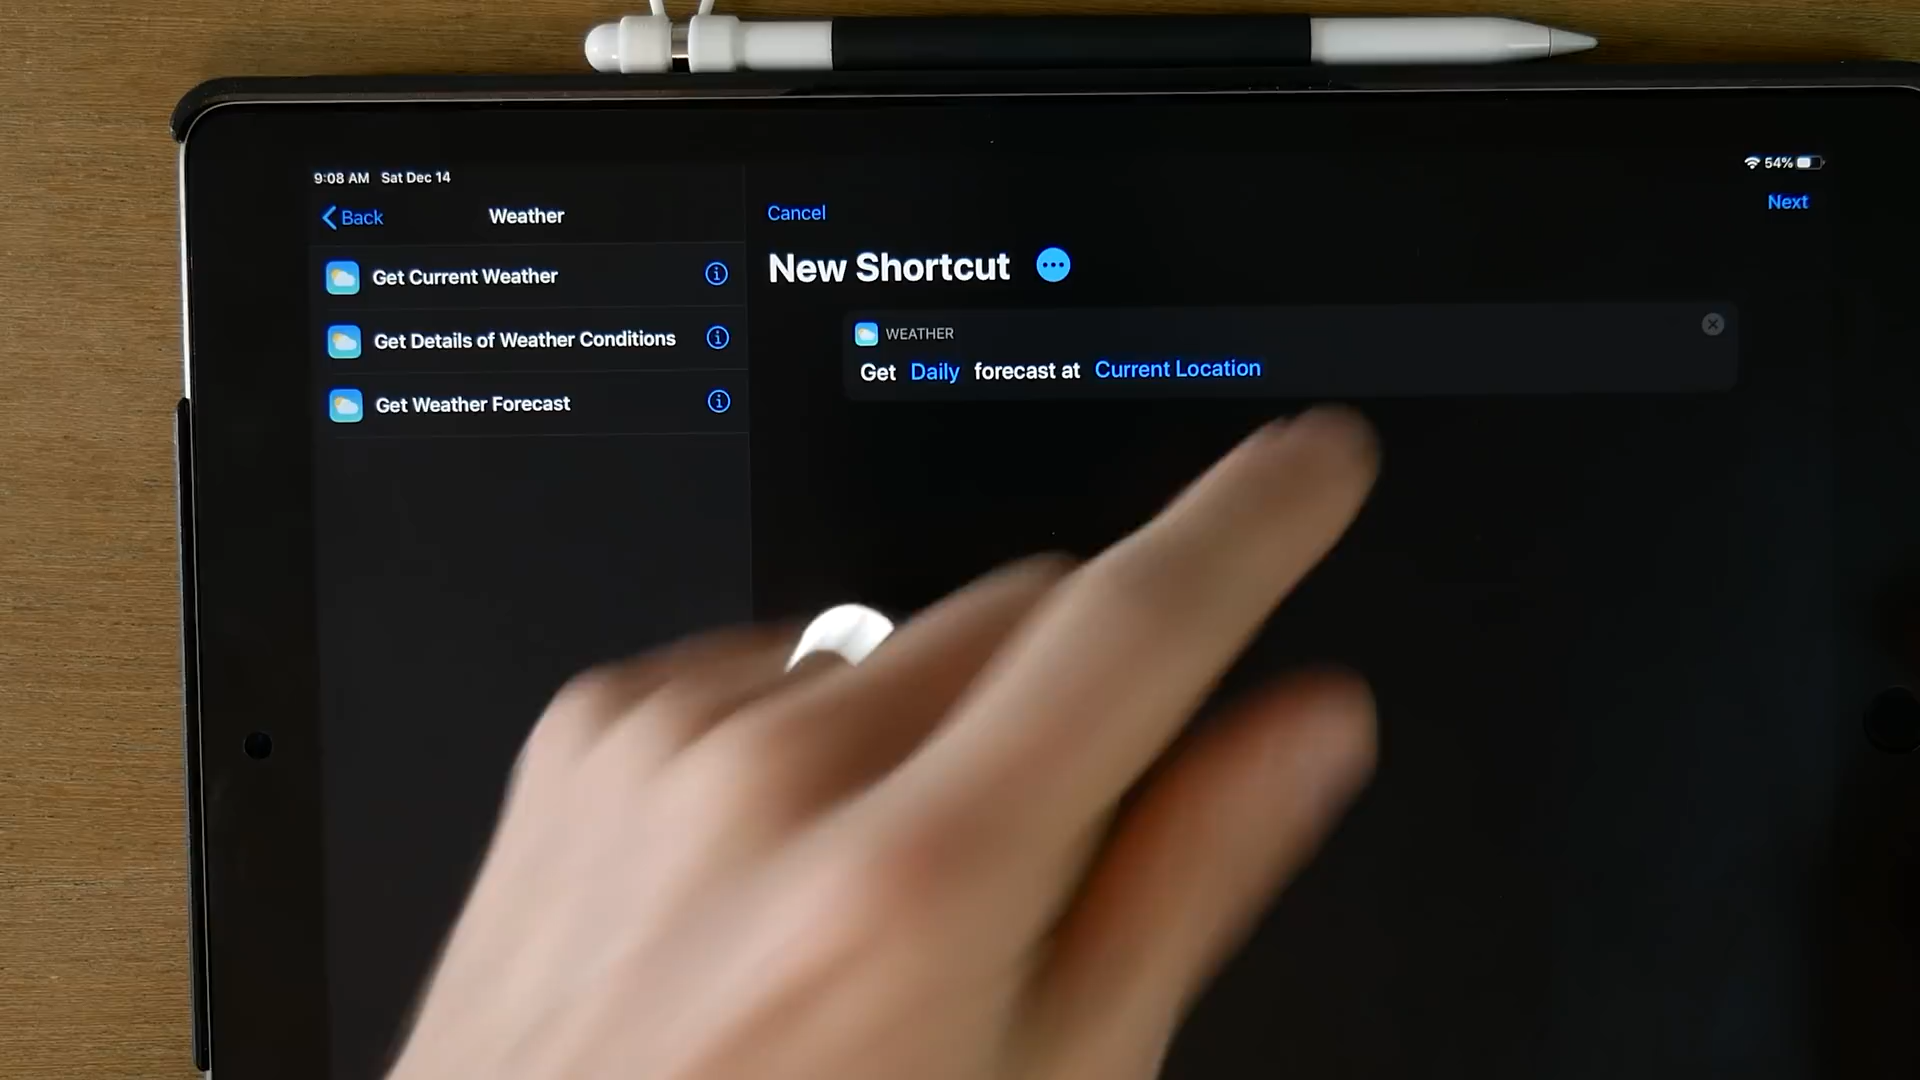 9:08 AM Sat Dec 14
54%
Back
Weather
Get Current Weather
Get Details of Weather Conditions
Get Weather Forecast
Cancel
Next
New Shortcut
WEATHER
Get Daily forecast at Current Location